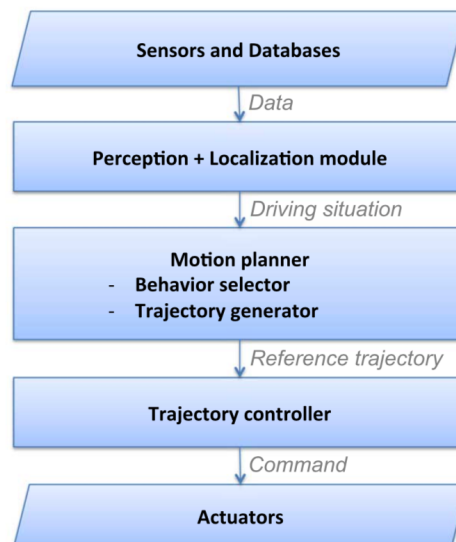 Sensors and Databases
Data
Perception + Localization module
Driving situation
Motion planner
- Behavior selector
- Trajectory generator
Reference trajectory
Trajectory controller
Command
Actuators